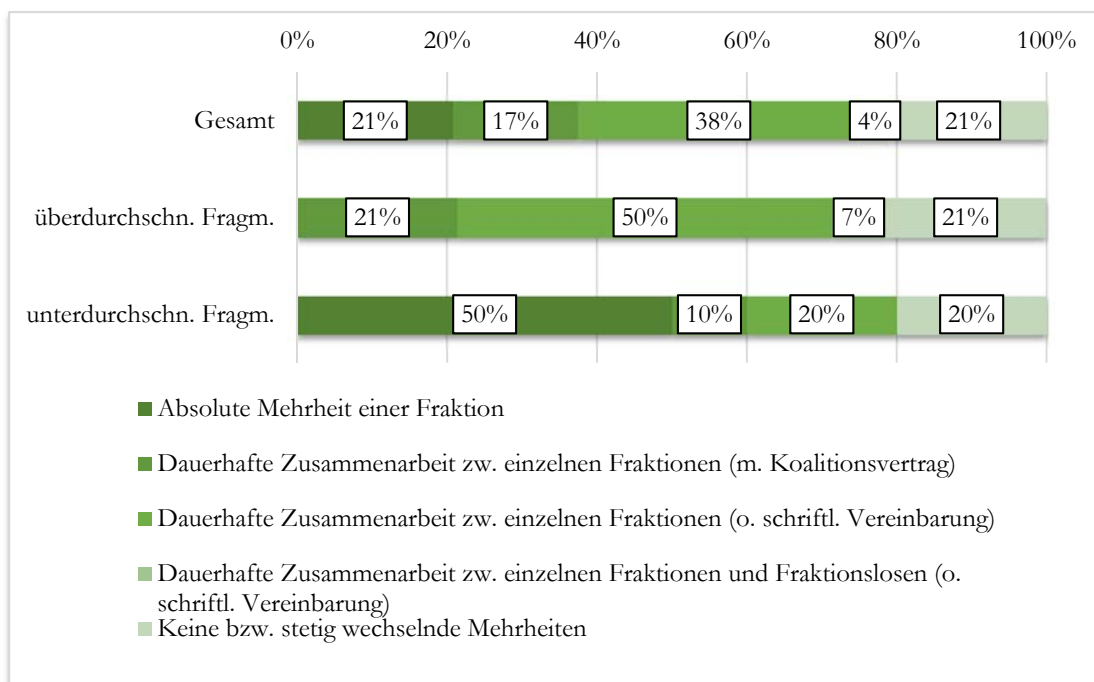 0% 20% 40% 60% 80% 100%
Gesamt 21% 17% 38% 4% 21%
überdurchschn. Fragm. 21% 50% 7% 21%
unterdurchschn. Fragm. 50% 10% 20% 20%
Absolute Mehrheit einer Fraktion
Dauerhafte Zusammenarbeit zw. einzelnen Fraktionen (m. Koalitionsvertrag)
Dauerhafte Zusammenarbeit zw. einzelnen Fraktionen (o. schriftl. Vereinbarung)
Dauerhafte Zusammenarbeit zw. einzelnen Fraktionen und Fraktionslosen (o.
schriftl. Vereinbarung)
Keine bzw. stetig wechselnde Mehrheiten